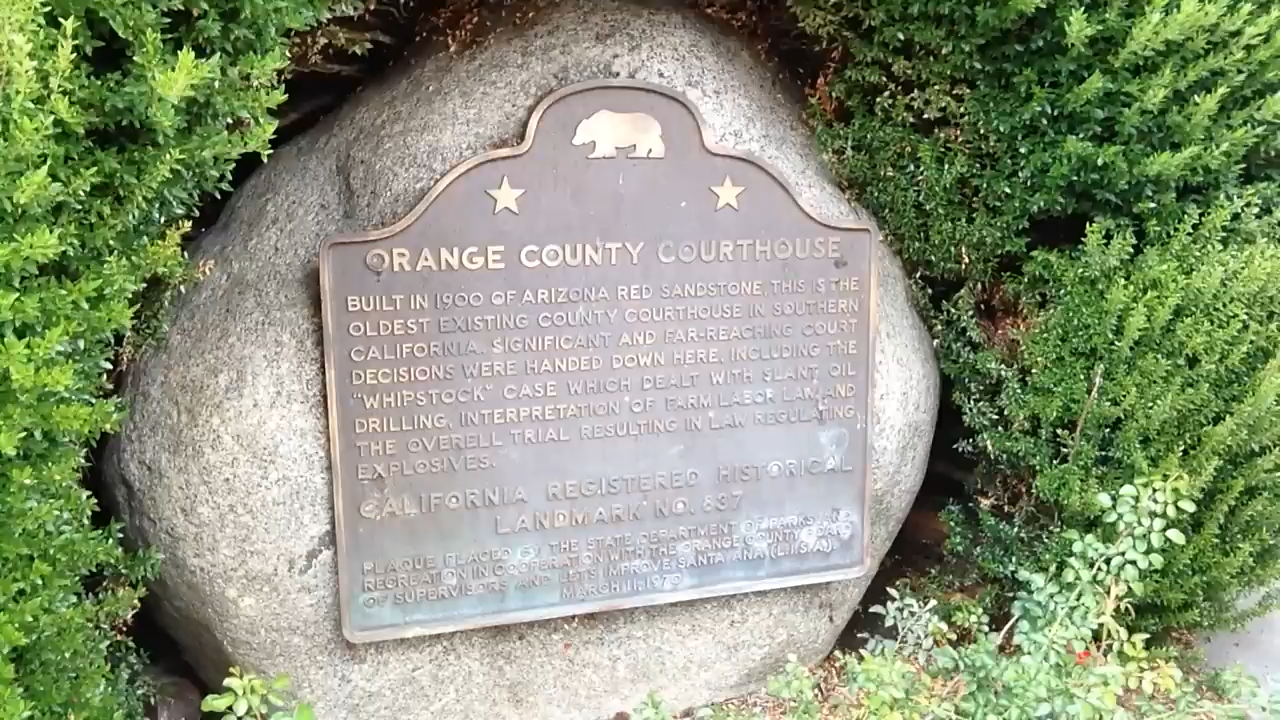 ORANGE COUNTY COURTHOUSE
BUILT IN 1900 OF ARIZONA RED SANDSTONE, THIS IS THE
OLDEST EXISTING COUNTY COURTHOUSE IN SOUTHERN
CALIFORNIA. SIGNIFICANT AND FAR-REACHING COURT
DECISIONS WERE HANDED DOWN HERE, INCLUDING THE
"WHIPSTOCK" CASE WHICH DEALT WITH SLANT OIL
DRILLING, INTERPRETATION OF FARM LABOR LAW, AND
THE OVERELL TRIAL RESULTING IN LAW REGULATING
EXPLOSIVES.
CALIFORNIA REGISTERED HISTORICAL
LANDMARK NO. 837
PLAQUE PLACED BY THE STATE DEPARTMENT OF PARKS AND
RECREATION IN COOPERATION WITH THE ORANGE COUNTY BOARD
OF SUPERVISORS AND LET'S IMPROVE SANTA ANA (L.I.S.A.).
MARCH 11, 1970